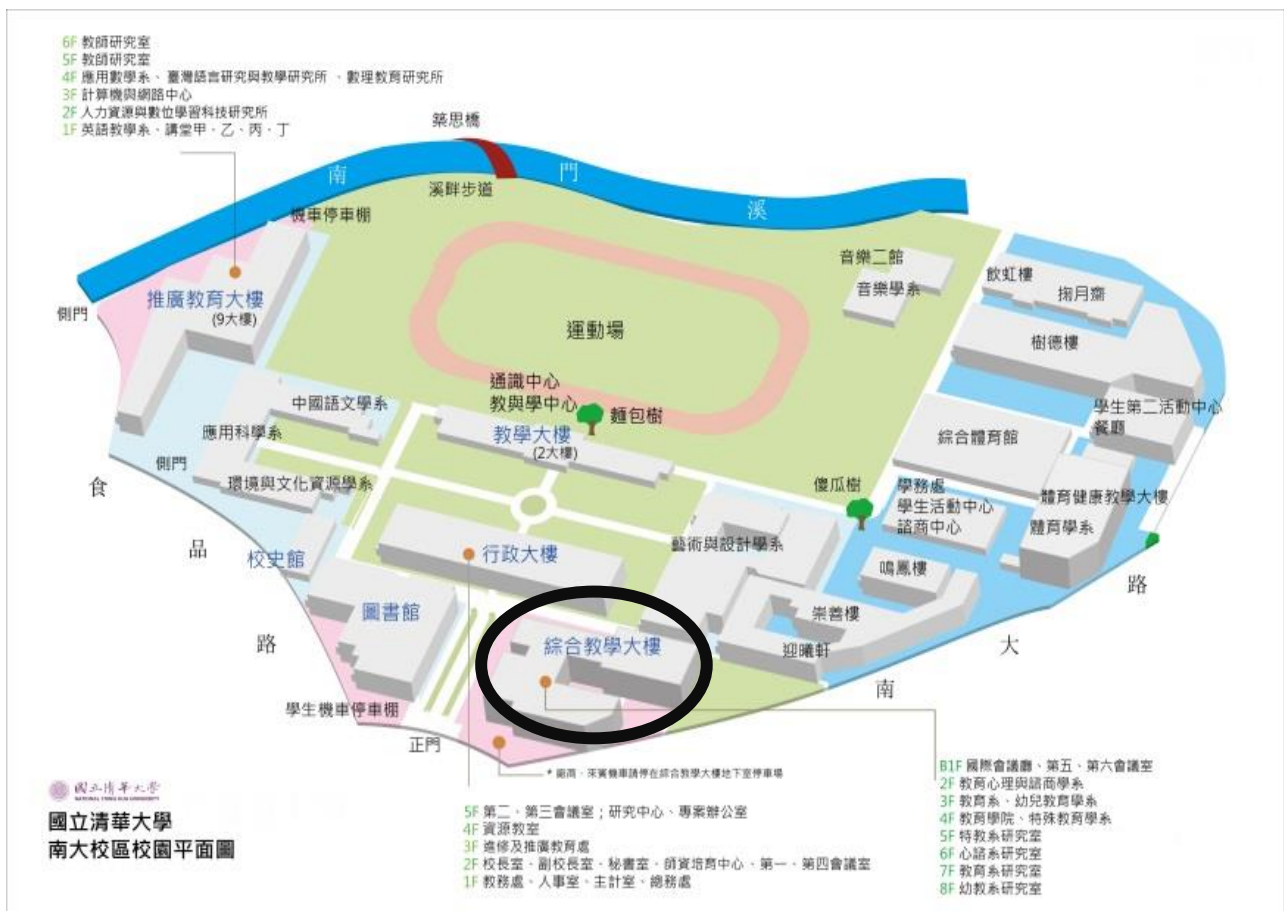 6F 教師研究室
5F 教師研究室
4F 應用數學系、臺灣語言研究與教學研究所 、數理教育研究所
3F 計算機與網路中心
2F 人力資源與數位學習科技研究所
1F 英語教學系、講堂甲、乙、丙、丁
築思橋
南門溪
溪畔步道
機車停車棚
音樂二館
音樂學系
飲虹樓
掬月齋
推廣教育大樓
(9大樓)
側門
運動場
樹德樓
通識中心
教與學中心
麵包樹
中國語文學系
教學大樓
(2大樓)
學生第二活動中心
餐廳
應用科學系
綜合體育館
側門
環境與文化資源學系
傻瓜樹
學務處
學生活動中心
諮商中心
體育健康教學大樓
體育學系
食品路
校史館
行政大樓
藝術與設計學系
鳴鳳樓
圖書館
崇善樓
綜合教學大樓
迎曦軒
南大路
學生機車停車棚
正門
* 廠商、來賓機車請停在綜合教學大樓地下室停車場
國立清華大學
NATIONAL TSING HUA UNIVERSITY
國立清華大學
南大校區校園平面圖
5F 第二、第三會議室；研究中心、專案辦公室
4F 資源教室
3F 進修及推廣教育處
2F 校長室、副校長室、秘書室、師資培育中心、第一、第四會議室
1F 教務處、人事室、主計室、總務處
B1F 國際會議廳、第五、第六會議室
2F 教育心理與諮商學系
3F 教育系、幼兒教育學系
4F 教育學院、特殊教育學系
5F 特教系研究室
6F 心諮系研究室
7F 教育系研究室
8F 幼教系研究室